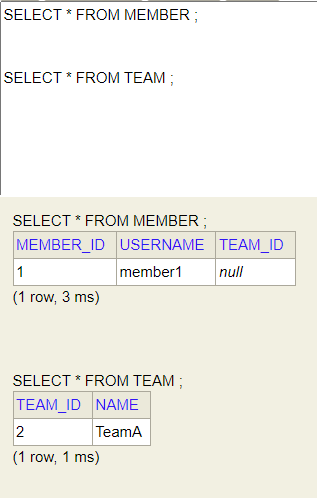 SELECT * FROM MEMBER ;
SELECT * FROM TEAM ;
SELECT * FROM MEMBER ;
MEMBER_ID USERNAME TEAM_ID
1 member1 null
(1 row, 3 ms)
SELECT * FROM TEAM ;
TEAM_ID NAME
2 TeamA
(1 row, 1 ms)